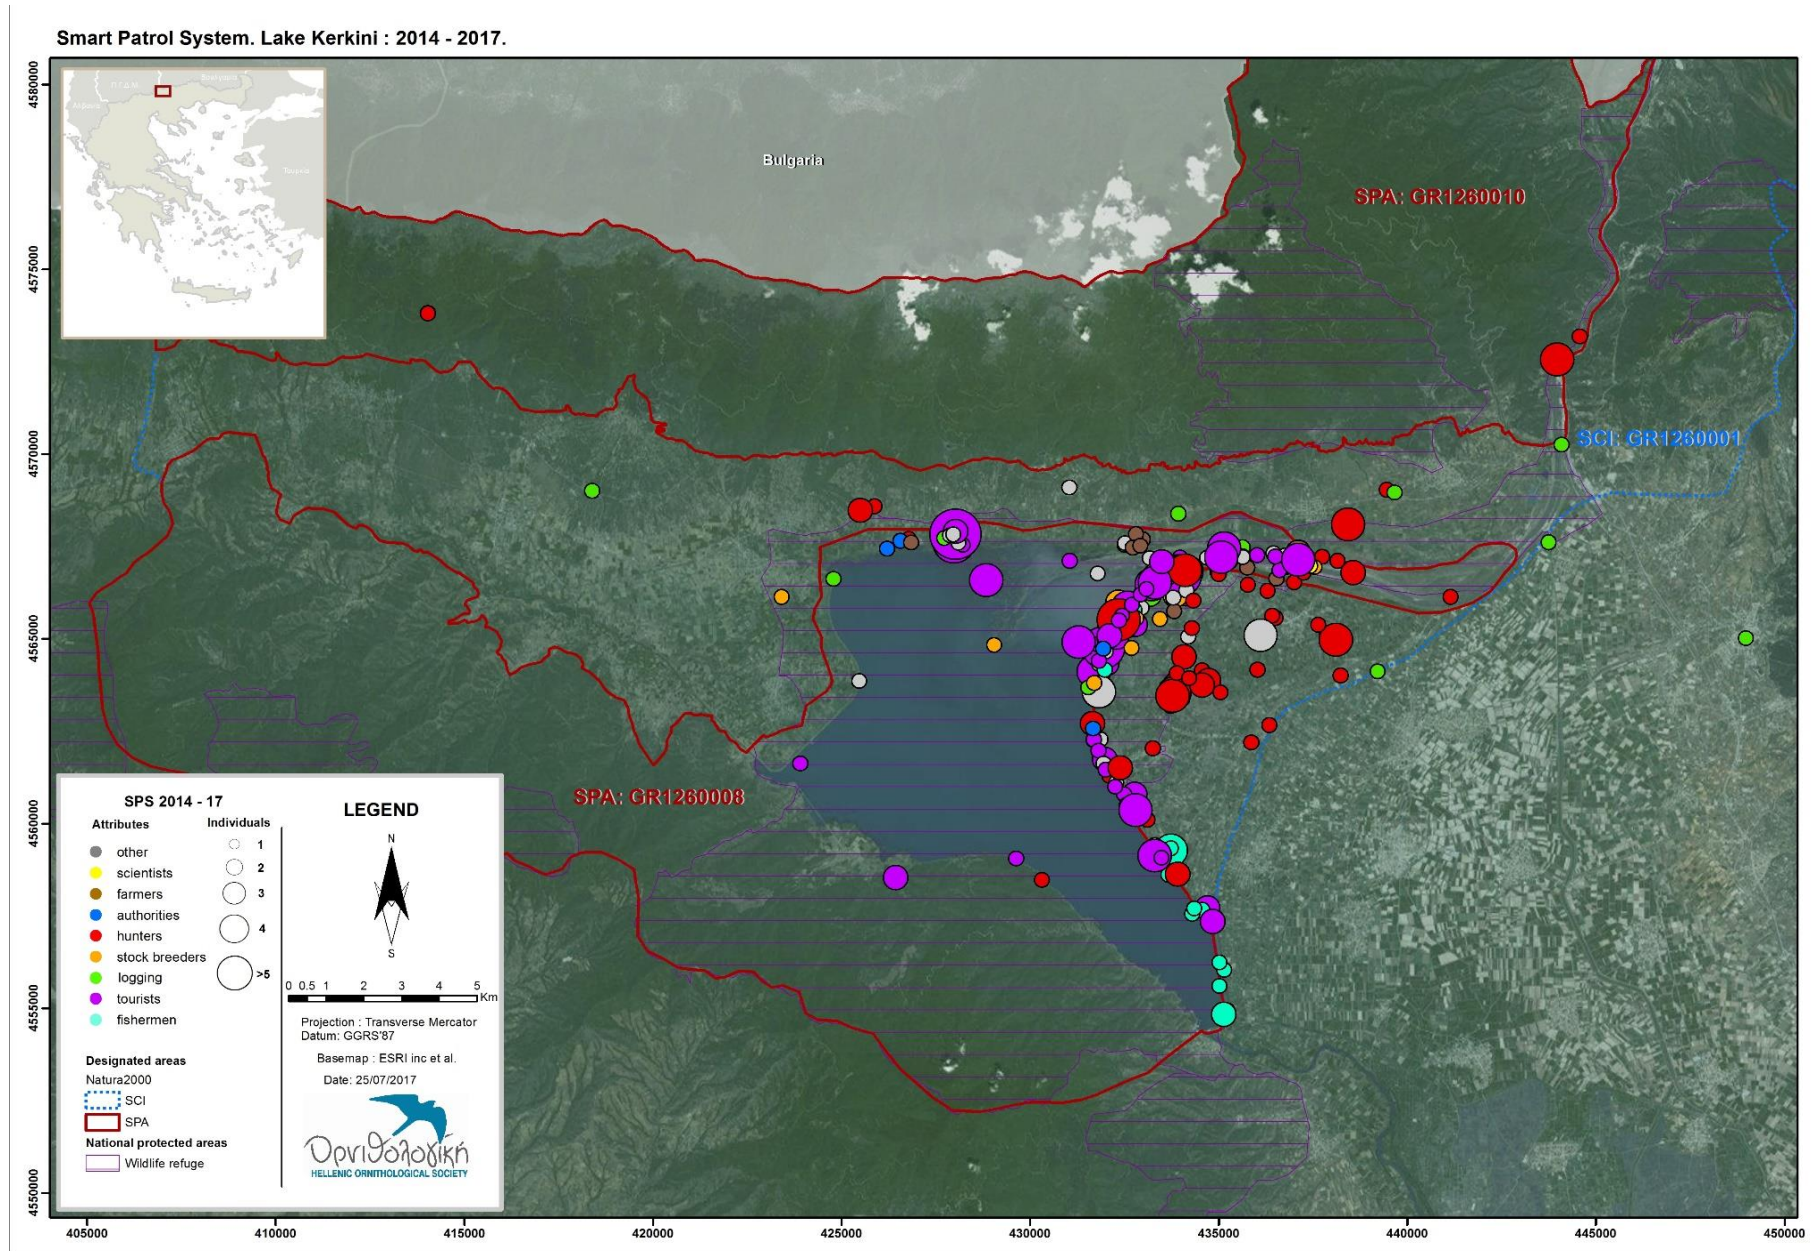 Smart Patrol System. Lake Kerkini : 2014 - 2017.
Bulgaria
SPA: GR1260010
SCI: GR1260001
SPA: GR1260008
4580000
4575000
4570000
4565000
4560000
4555000
4550000
405000
410000
415000
420000
425000
430000
435000
440000
445000
450000
SPS 2014 - 17
Attributes
other
scientists
farmers
authorities
hunters
stock breeders
logging
tourists
fishermen
Individuals
1
2
3
4
>5
Designated areas
Natura2000
SCI
SPA
National protected areas
Wildlife refuge
LEGEND
N
S
0 0.5 1 2 3 4 5
Km
Projection : Transverse Mercator
Datum: GGRS'87
Basemap : ESRI inc et al.
Date: 25/07/2017
Ορνιθολογική
HELLENIC ORNITHOLOGICAL SOCIETY